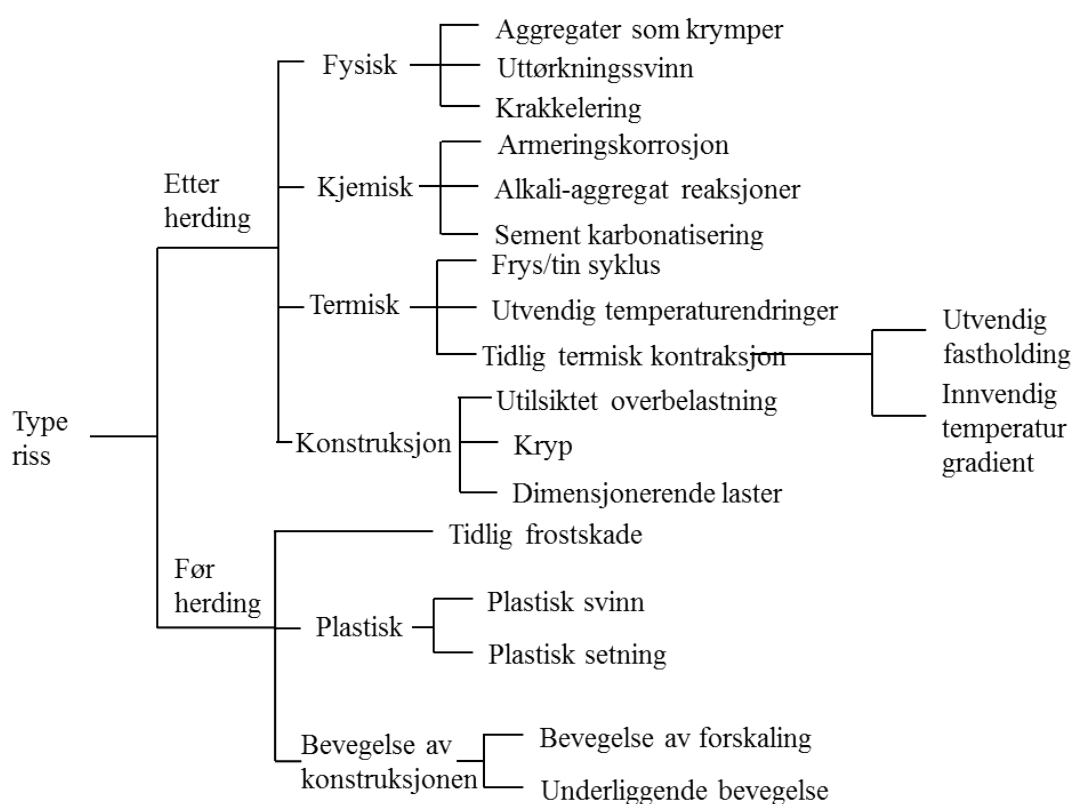 Type
riss
Etter
herding
Fysisk
Aggregater som krymper
Uttørkningssvinn
Krakkelering
Kjemisk
Armeringskorrosjon
Alkali-aggregat reaksjoner
Sement karbonatisering
Termisk
Frys/tin syklus
Utvendig temperaturendringer
Tidlig termisk kontraksjon
Utvendig
fastholding
Innvendig
temperatur
gradient
Konstruksjon
Utilsiktet overbelastning
Kryp
Dimensjonerende laster
Før
herding
Tidlig frostskade
Plastisk
Plastisk svinn
Plastisk setning
Bevegelse av
konstruksjonen
Bevegelse av forskaling
Underliggende bevegelse